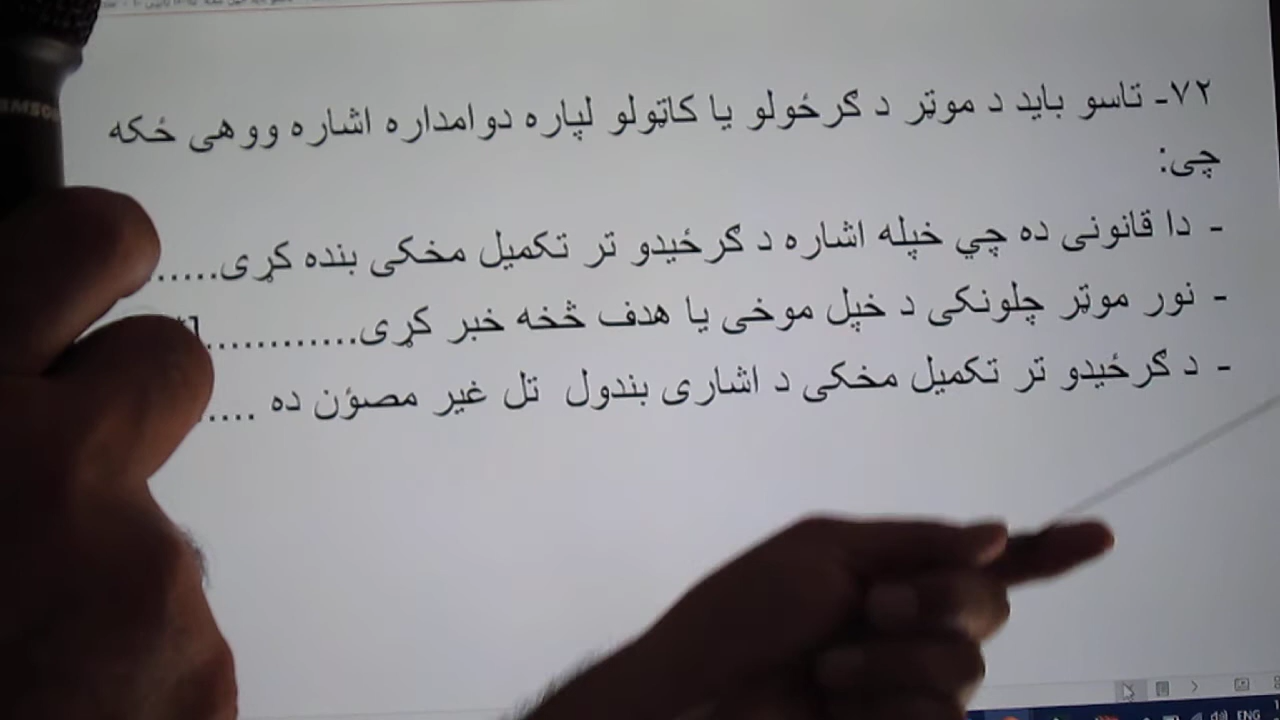 ۷۲- تاسو باید د موټر د ګرځولو یا کاټولو لپاره دوامداره اشاره ووهی ځکه
چی:
- دا قانونی ده چي خپله اشاره د ګرځیدو تر تکمیل مخکی بنده کړی......
- نور موټر چلونکی د خپل موخی یا هدف څخه خبر کړی............
- د ګرځیدو تر تکمیل مخکی د اشاری بندول تل غیر مصؤن ده .....
ENG